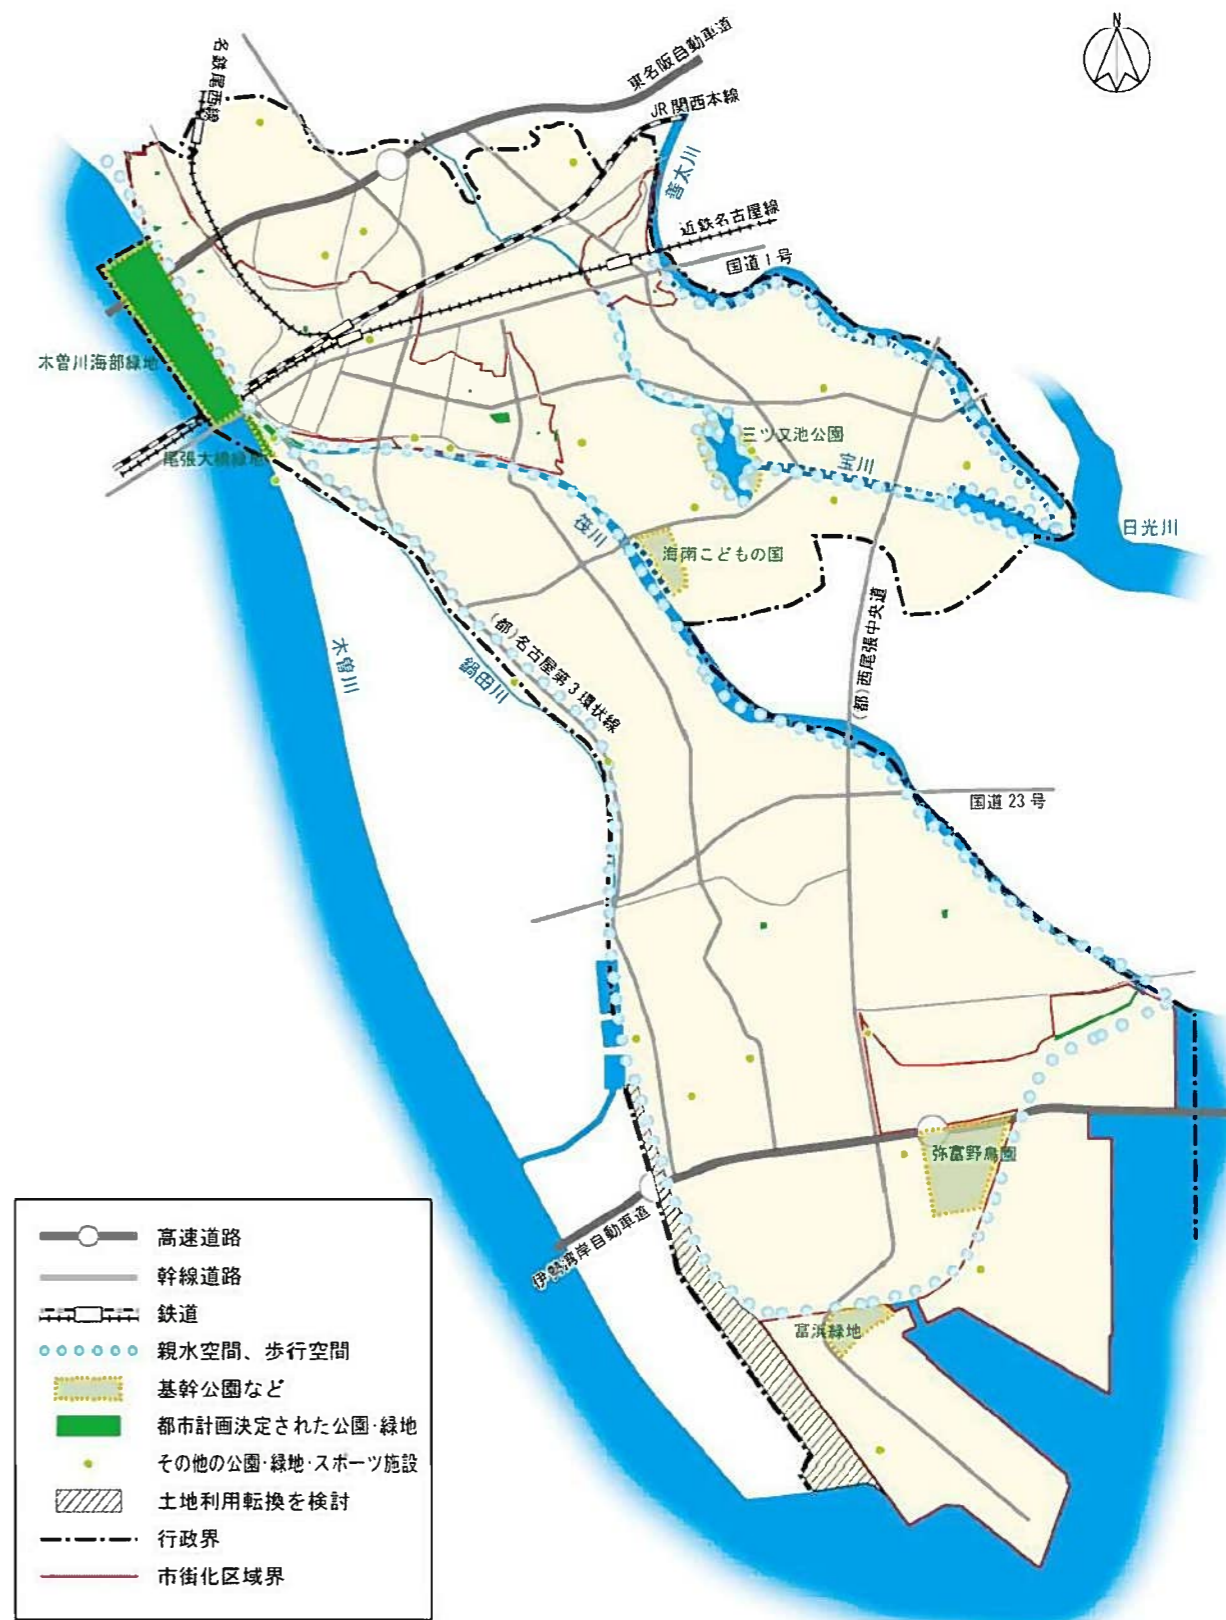 N
東名阪自動車道
名鉄尾西線
JR関西本線
善太川
近鉄名古屋線
国道1号
木曽川海部緑地
三ツ又池公園
尾張大橋緑地
宝川
日光川
筏川
海南こどもの国
木曽川
鍋田川
(都)名古屋第3環状線
(都)西尾張中央道
国道23号
弥富野鳥園
伊勢湾岸自動車道
富浜緑地
高速道路
幹線道路
鉄道
親水空間、歩行空間
基幹公園など
都市計画決定された公園・緑地
その他の公園・緑地・スポーツ施設
土地利用転換を検討
行政界
市街化区域界